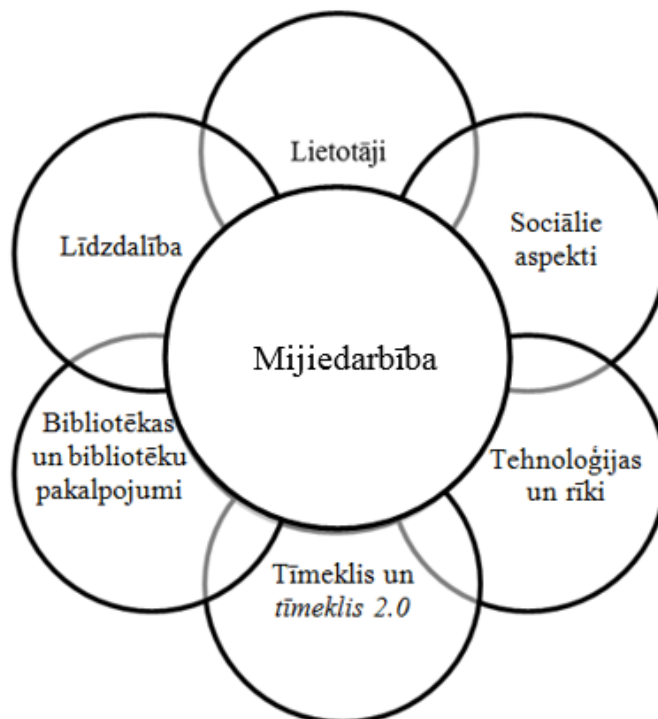 Lietotāji
Sociālie
aspekti
Līdzdalība
Mijiedarbība
Bibliotēkas
un bibliotēku
pakalpojumi
Tehnoloģijas
un rīki
Tīmeklis un
tīmeklis 2.0